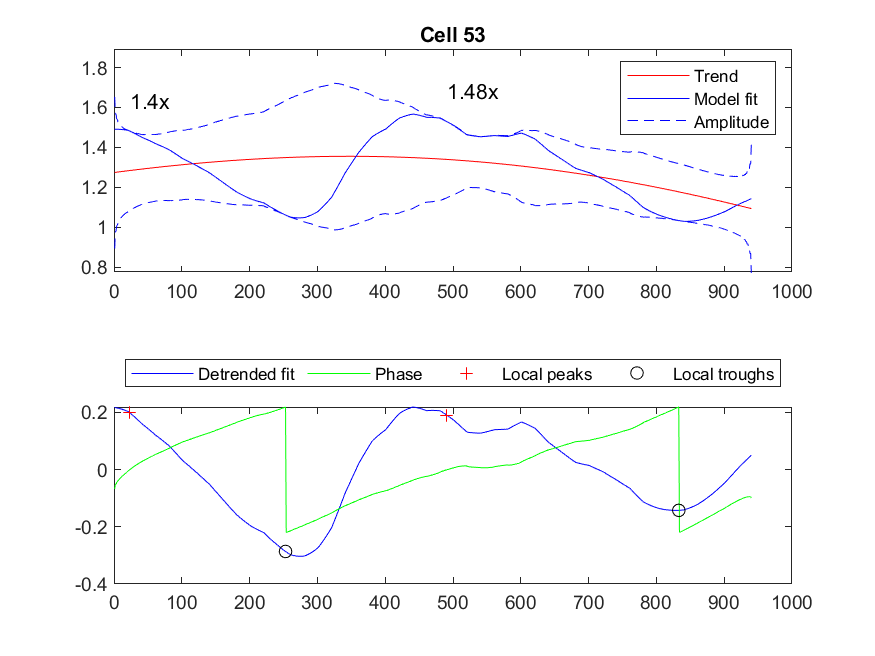 Cell 53
1.8
1.6
1.4
1.2
1
0.8
1.4x
1.48x
Trend
Model fit
Amplitude
0 100 200 300 400 500 600 700 800 900 1000
Detrended fit Phase Local peaks Local troughs
0.2
0
-0.2
-0.4
0 100 200 300 400 500 600 700 800 900 1000